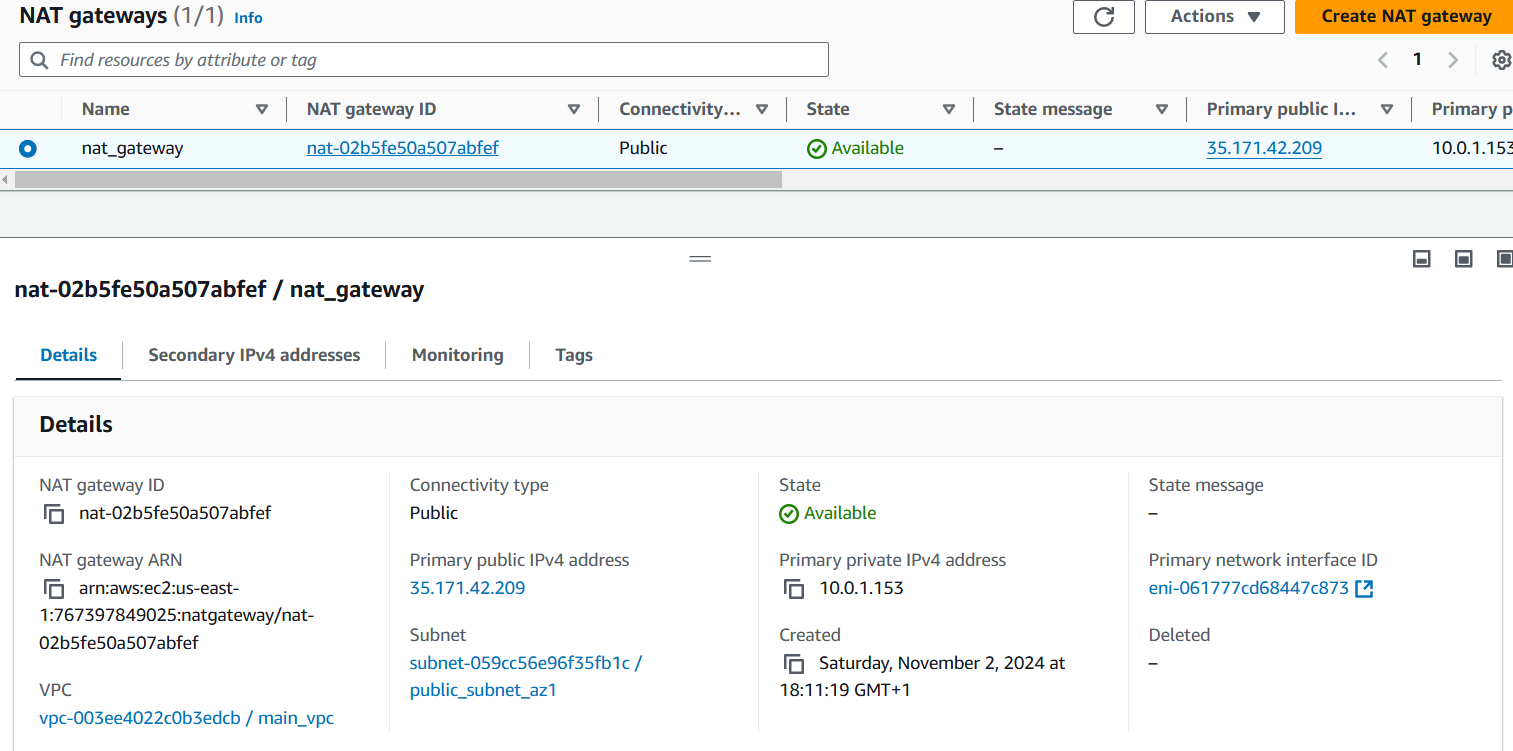 NAT gateways (1/1) Info
Actions
Create NAT gateway
Find resources by attribute or tag
1
Name NAT gateway ID Connectivity... State State message Primary public I... Primary p
nat_gateway nat-02b5fe50a507abfef Public Available – 35.171.42.209 10.0.1.153
nat-02b5fe50a507abfef / nat_gateway
Details Secondary IPv4 addresses Monitoring Tags
Details
NAT gateway ID
nat-02b5fe50a507abfef
NAT gateway ARN
arn:aws:ec2:us-east-
1:767397849025:natgateway/nat-
02b5fe50a507abfef
VPC
vpc-003ee4022c0b3edcb / main_vpc
Connectivity type
Public
Primary public IPv4 address
35.171.42.209
Subnet
subnet-059cc56e96f35fb1c /
public_subnet_az1
State
Available
Primary private IPv4 address
10.0.1.153
Created
Saturday, November 2, 2024 at
18:11:19 GMT+1
State message
–
Primary network interface ID
eni-061777cd68447c873
Deleted
–